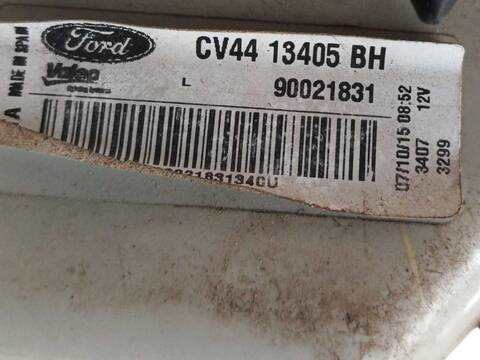 Ford
CV44 13405 BH
Valeo
L
90021831
MADE IN SPAIN
A
07/10/15 08:52
12V
3407
3299